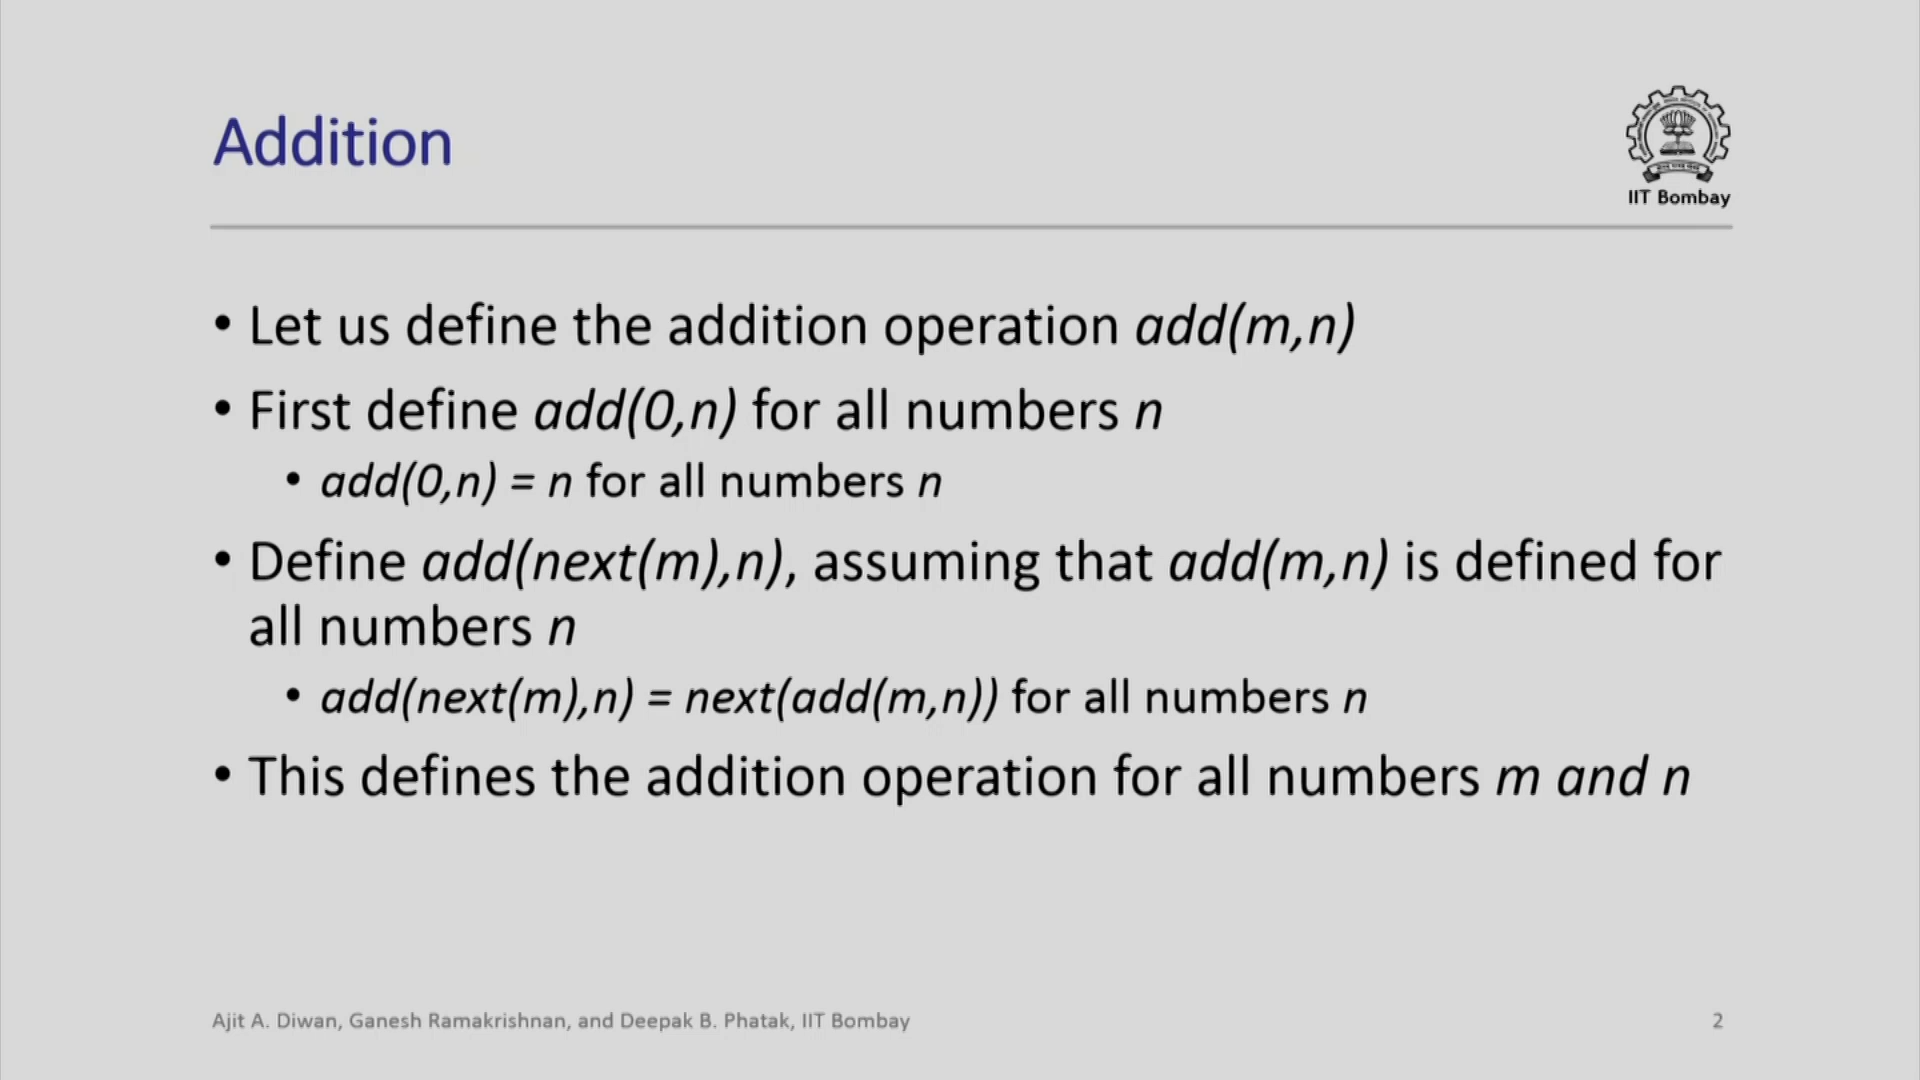 Addition
IIT Bombay
• Let us define the addition operation add(m,n)
• First define add(0,n) for all numbers n
• add(0,n) = n for all numbers n
• Define add(next(m),n), assuming that add(m,n) is defined for
all numbers n
• add(next(m),n) = next(add(m,n)) for all numbers n
• This defines the addition operation for all numbers m and n
Ajit A. Diwan, Ganesh Ramakrishnan, and Deepak B. Phatak, IIT Bombay
2